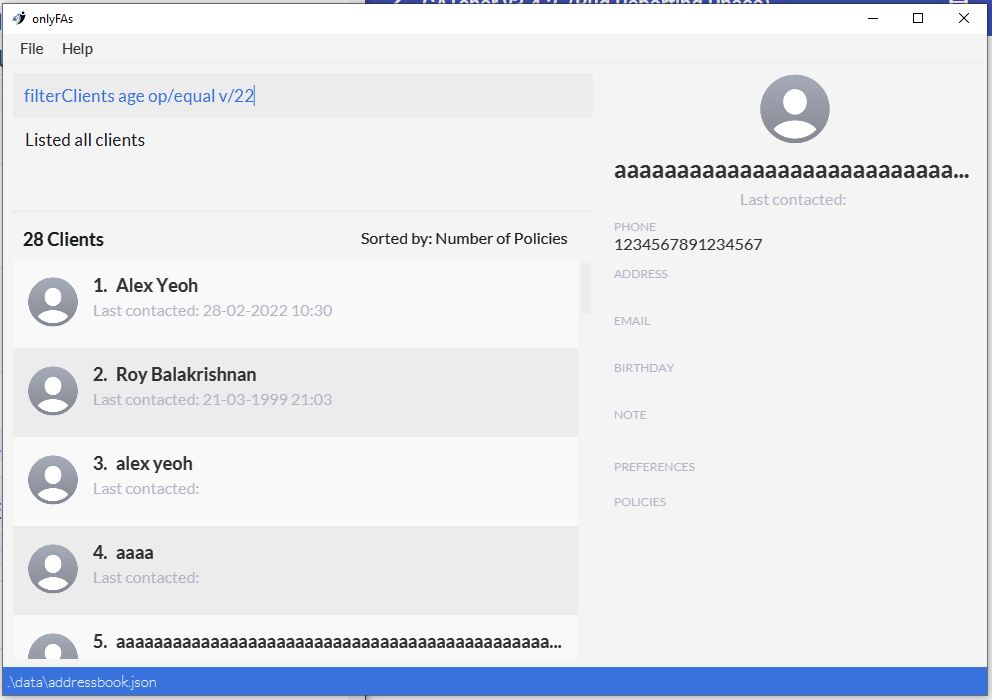 onlyFAs
File Help
filterClients age op/equal v/22
Listed all clients
28 Clients
Sorted by: Number of Policies
1. Alex Yeoh
Last contacted: 28-02-2022 10:30
2. Roy Balakrishnan
Last contacted: 21-03-1999 21:03
3. alex yeoh
Last contacted:
4. aaaa
Last contacted:
5. aaaaaaaaaaaaaaaaaaaaaaaaaaaaaaaaaaaaaaaaaaaaaa...
aaaaaaaaaaaaaaaaaaaaaaaaaaa...
Last contacted:
PHONE
1234567891234567
ADDRESS
EMAIL
BIRTHDAY
NOTE
PREFERENCES
POLICIES
.\data\addressbook.json